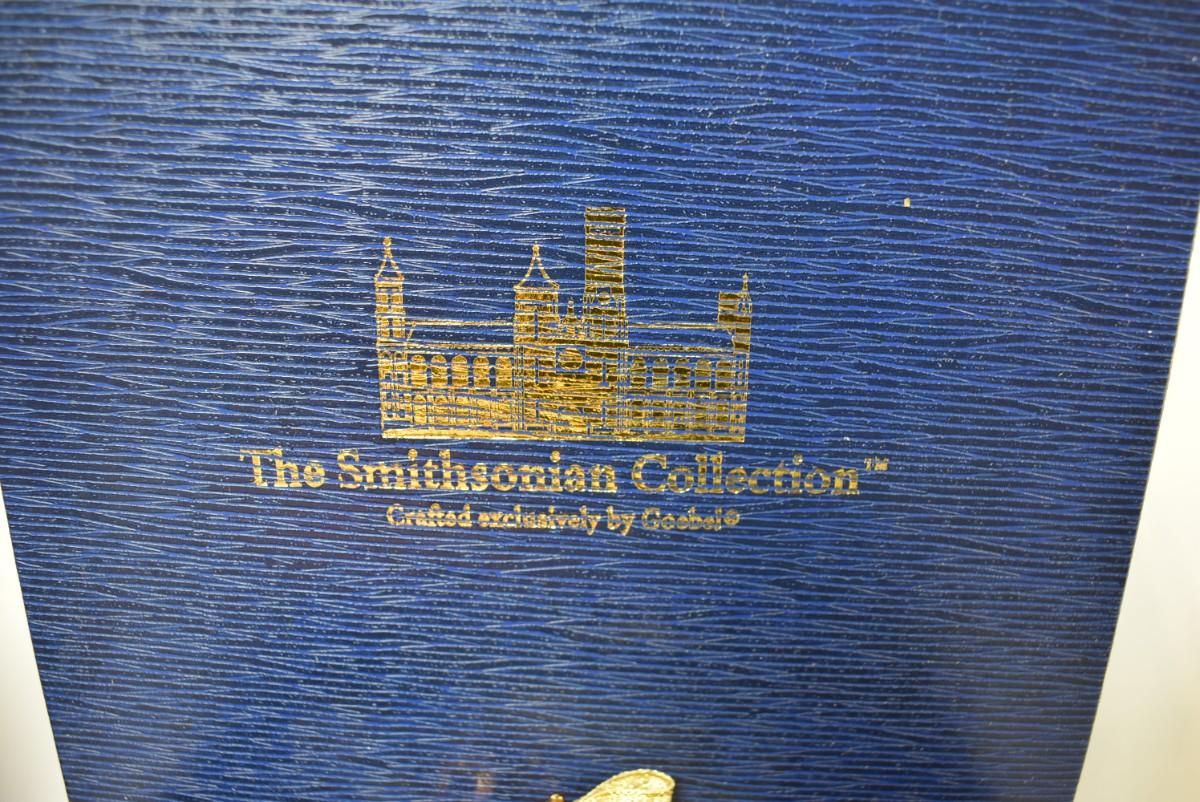 The Smithsonian Collection™
Crafted exclusively by Goebel®